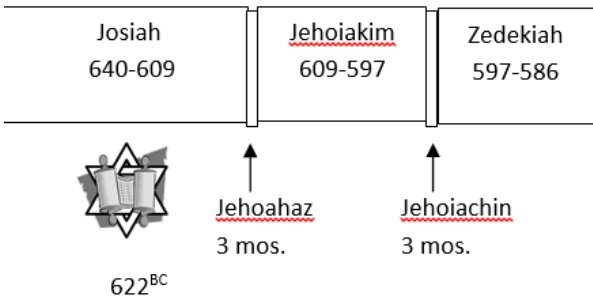 Josiah
640-609
Jehoiakim
609-597
Zedekiah
597-586
Jehoahaz
3 mos.
Jehoiachin
3 mos.
622BC